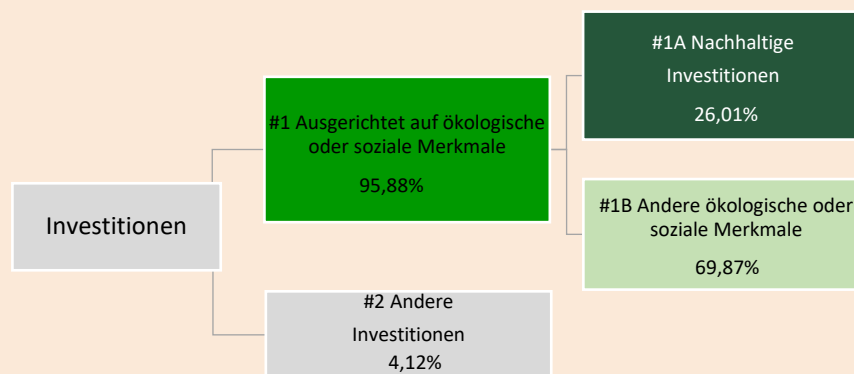 #1A Nachhaltige
Investitionen
26,01%
#1 Ausgerichtet auf ökologische
oder soziale Merkmale
95,88%
Investitionen
#1B Andere ökologische oder
soziale Merkmale
69,87%
#2 Andere
Investitionen
4,12%